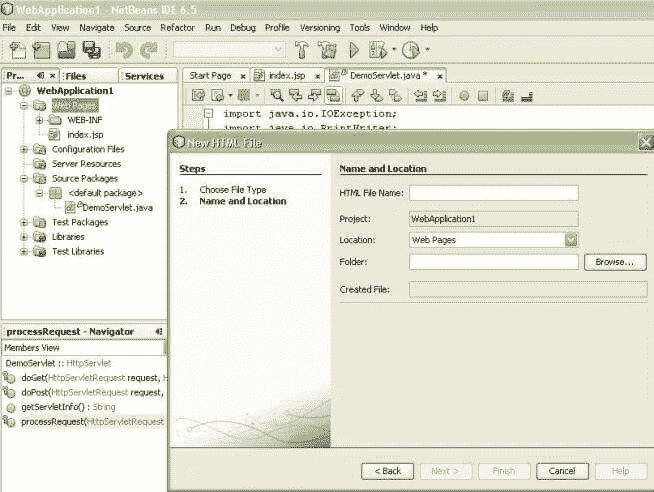 WebApplication1 - NetBeans IDE 6.5
File Edit View Navigate Source Refactor Run Debug Profile Versioning Tools Window Help
Pr... Files Services
Start Page index.jsp DemoServlet.java *
WebApplication1
Web Pages
WEB-INF
index.jsp
Configuration Files
Server Resources
Source Packages
<default package>
DemoServlet.java
Test Packages
Libraries
Test Libraries
import java.io.IOException;
import java.io.PrintWriter;
New HTML File
Steps
1. Choose File Type
2. Name and Location
Name and Location
HTML File Name:
Project: WebApplication1
Location: Web Pages
Folder: Browse...
Created File:
processRequest - Navigator
Members View
DemoServlet :: HttpServlet
doGet(HttpServletRequest request, H
doPost(HttpServletRequest request,
getServletInfo() : String
processRequest(HttpServletRequest
< Back Next > Finish Cancel Help